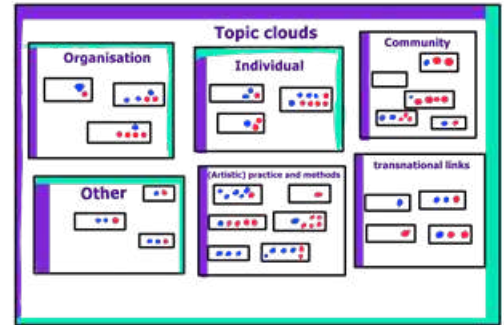 Topic clouds
Organisation
Individual
Community
Other
(Artistic) practice and methods
transnational links